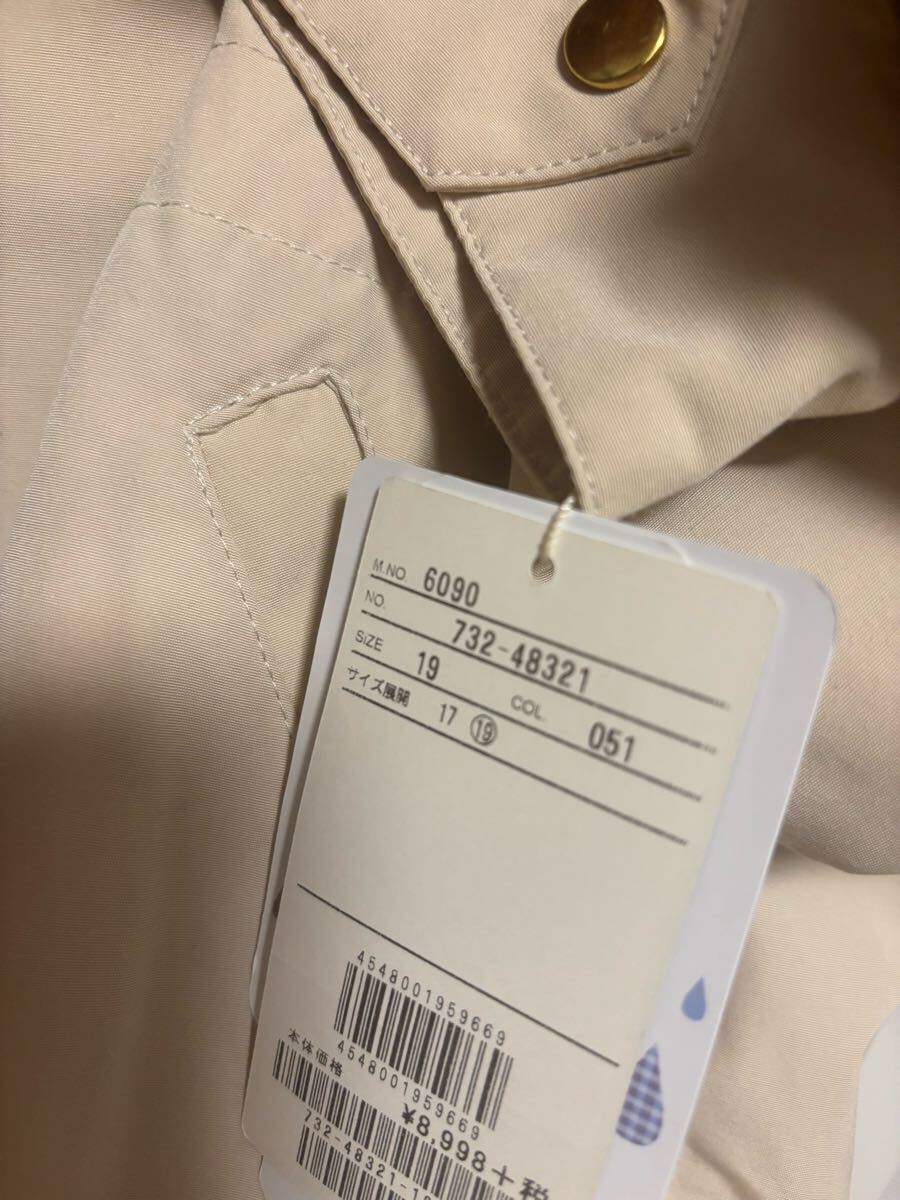 M.NO. 6090
NO. 732-48321
SiZE 19 COL. 051
サイズ展開 17 ⑲
4548001959669
4548001959669
本体価格
¥8,998+税
732-48321-19